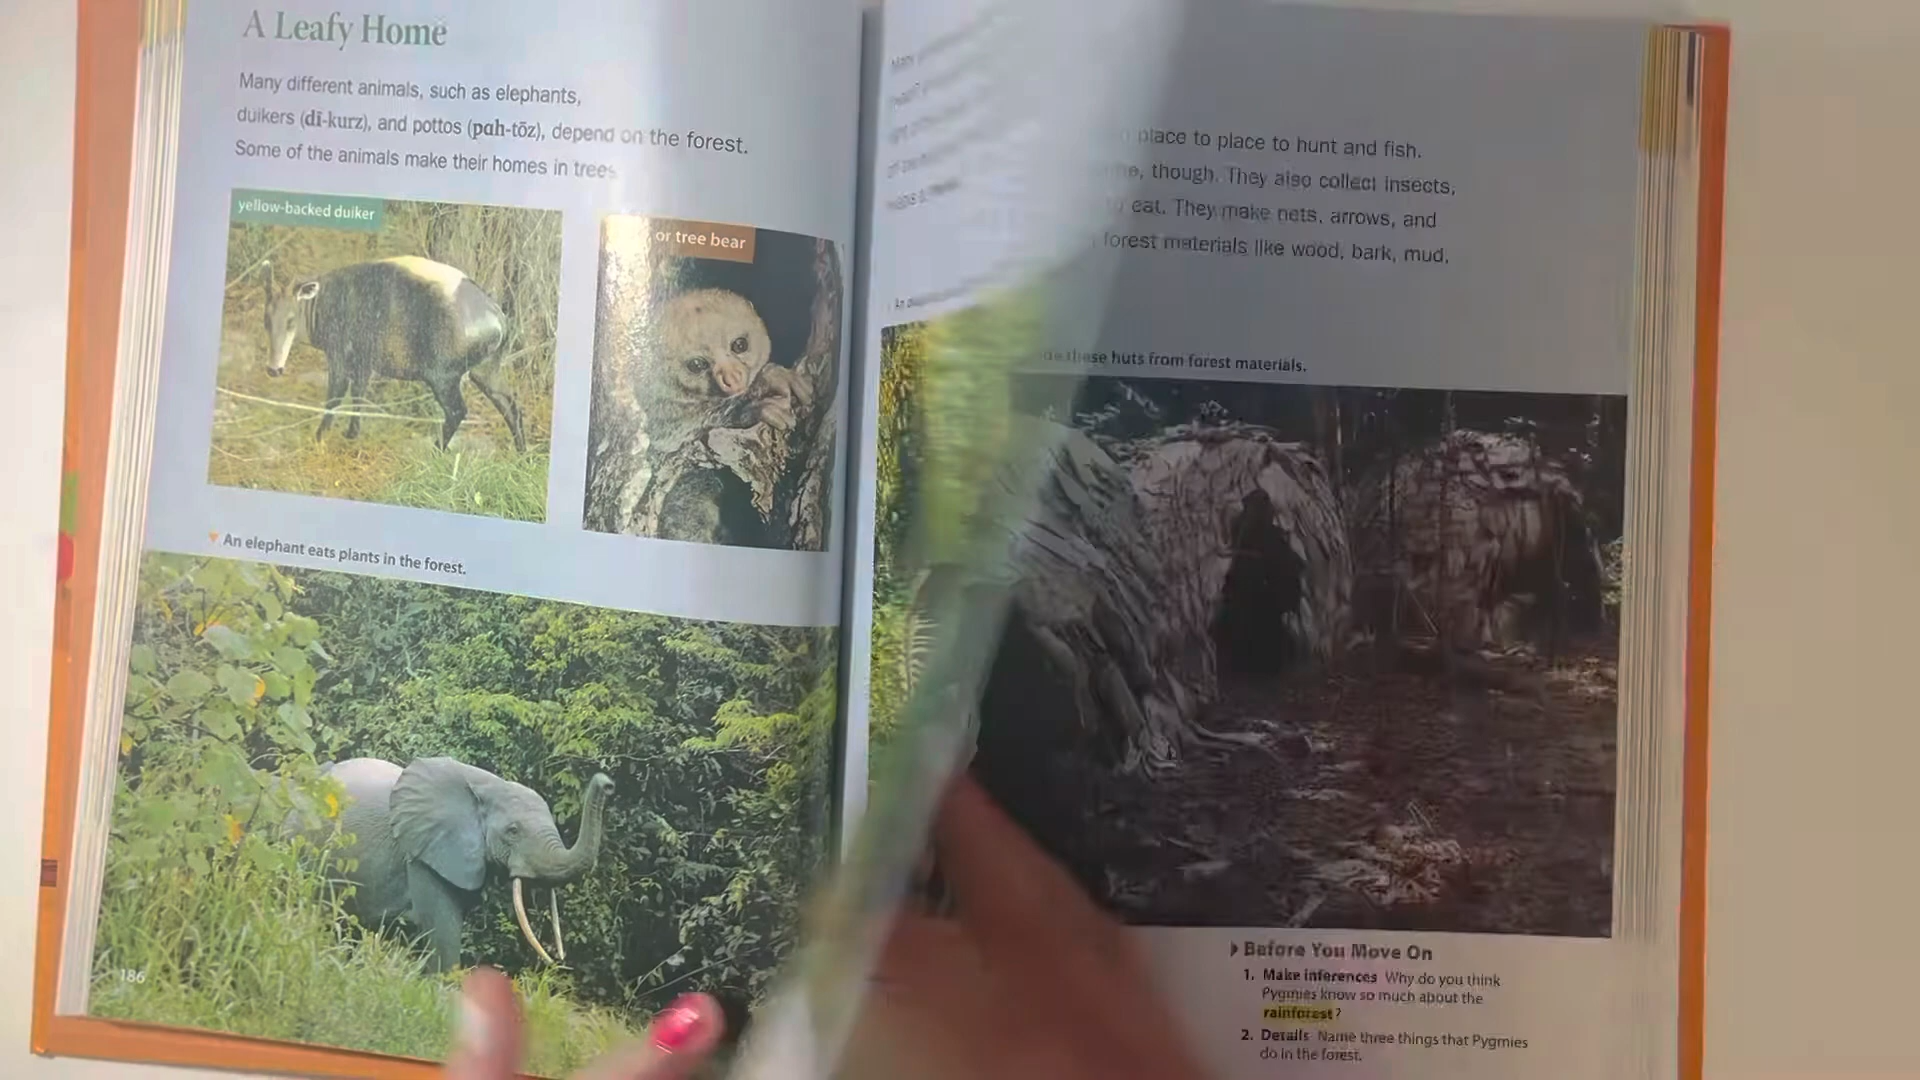 A Leafy Home
Many different animals, such as elephants,
duikers (dī-kurz), and pottos (pah-tōz), depend on the forest.
Some of the animals make their homes in trees
yellow-backed duiker
or tree bear
An elephant eats plants in the forest.
186
place to place to hunt and fish.
though. They also collect insects,
eat. They make nets, arrows, and
forest materials like wood, bark, mud,
these huts from forest materials.
Before You Move On
1. Make inferences Why do you think
Pygmies know so much about the
rainforest?
2. Details Name three things that Pygmies
do in the forest.